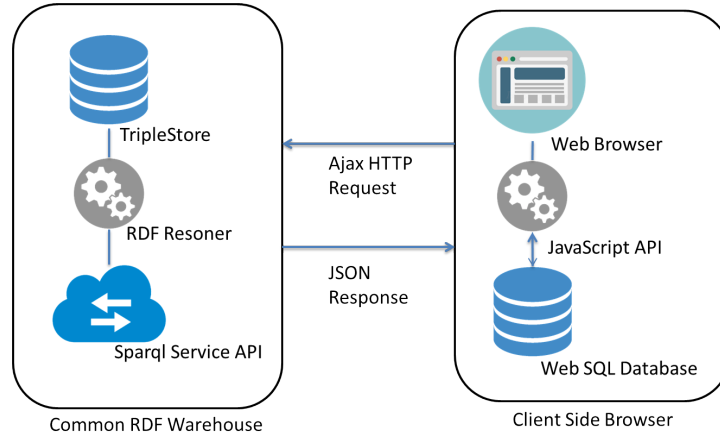 TripleStore
RDF Resoner
Sparql Service API
Common RDF Warehouse
Ajax HTTP
Request
JSON
Response
Web Browser
JavaScript API
Web SQL Database
Client Side Browser